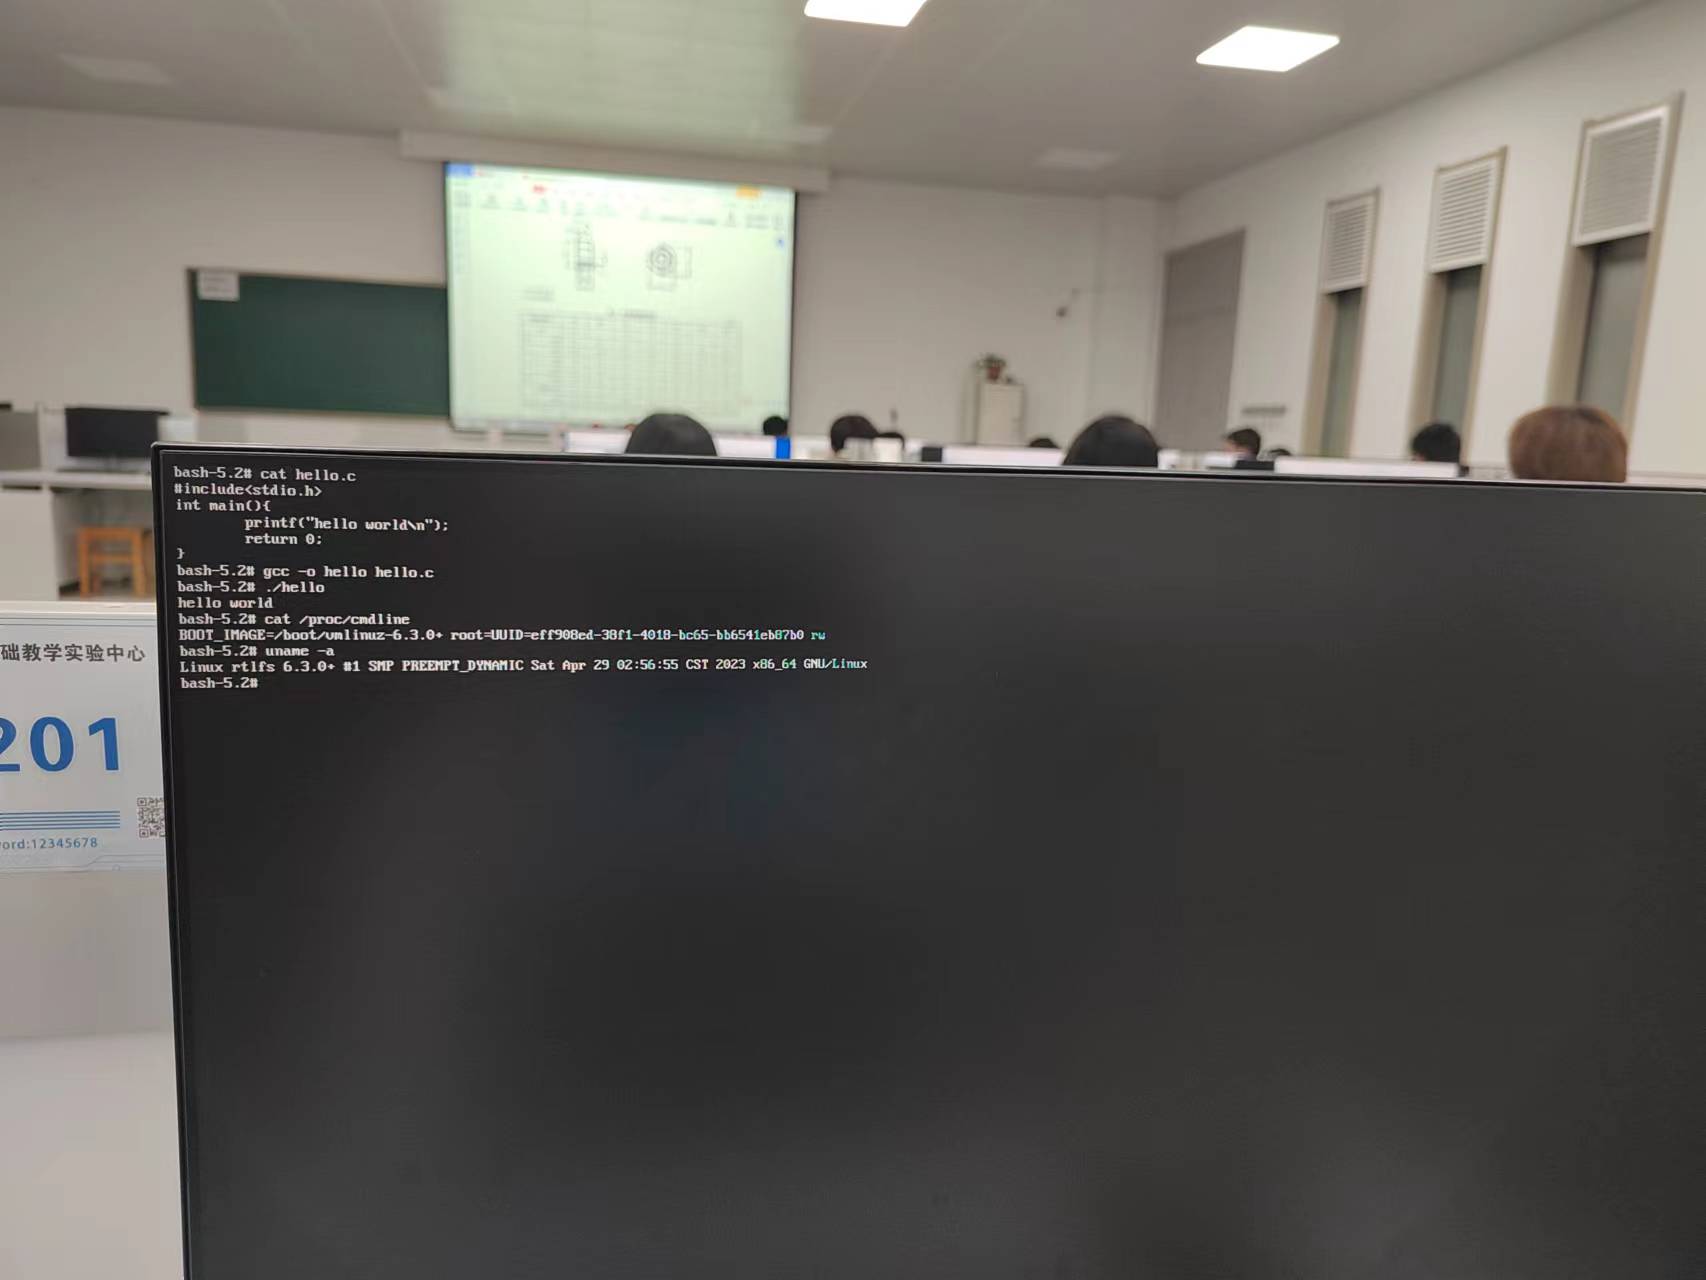 bash-5.2# cat hello.c
#include<stdio.h>
int main(){
        printf("hello world\n");
        return 0;
}
bash-5.2# gcc -o hello hello.c
bash-5.2# ./hello
hello world
bash-5.2# cat /proc/cmdline
BOOT_IMAGE=/boot/vmlinuz-6.3.0+ root=UUID=eff908ed-38f1-4018-bc65-bb6541eb87b0 rw
bash-5.2# uname -a
Linux rtlfs 6.3.0+ #1 SMP PREEMPT_DYNAMIC Sat Apr 29 02:56:55 CST 2023 x86_64 GNU/Linux
bash-5.2#
础教学实验中心
201
ord:12345678